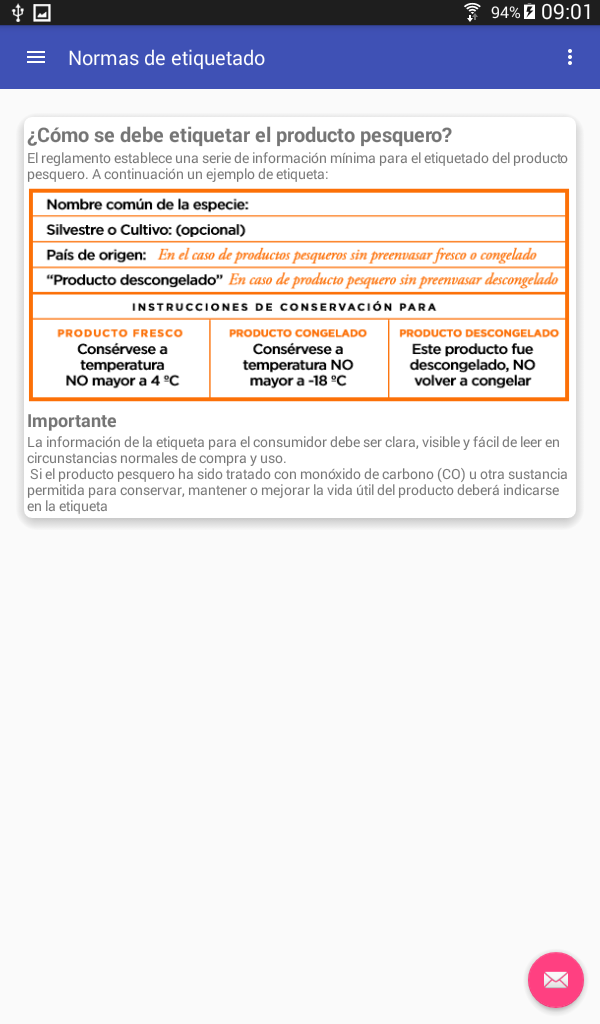 94% 09:01
Normas de etiquetado
¿Cómo se debe etiquetar el producto pesquero?
El reglamento establece una serie de información mínima para el etiquetado del producto
pesquero. A continuación un ejemplo de etiqueta:
Nombre común de la especie:
Silvestre o Cultivo: (opcional)
País de origen: En el caso de productos pesqueros sin preenvasar fresco o congelado
“Producto descongelado” En caso de producto pesquero sin preenvasar descongelado
INSTRUCCIONES DE CONSERVACIÓN PARA
PRODUCTO FRESCO
Consérvese a
temperatura
NO mayor a 4 ºC
PRODUCTO CONGELADO
Consérvese a
temperatura NO
mayor a -18 ºC
PRODUCTO DESCONGELADO
Este producto fue
descongelado, NO
volver a congelar
Importante
La información de la etiqueta para el consumidor debe ser clara, visible y fácil de leer en
circunstancias normales de compra y uso.
Si el producto pesquero ha sido tratado con monóxido de carbono (CO) u otra sustancia
permitida para conservar, mantener o mejorar la vida útil del producto deberá indicarse
en la etiqueta